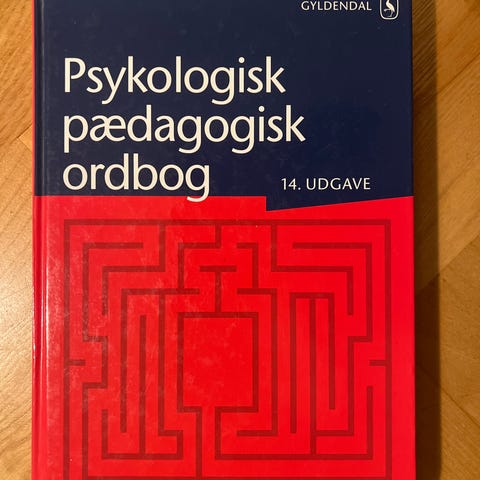 GYLDENDAL
Psykologisk
pædagogisk
ordbog
14. UDGAVE